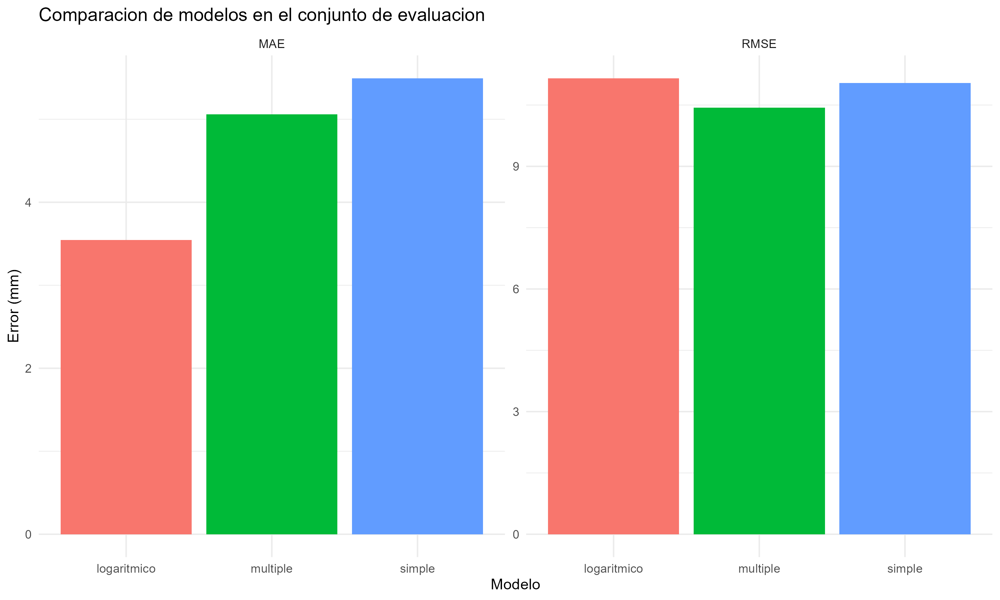 Comparacion de modelos en el conjunto de evaluacion
MAE
RMSE
Error (mm)
4
2
0
9
6
3
0
logaritmico
multiple
simple
logaritmico
multiple
simple
Modelo